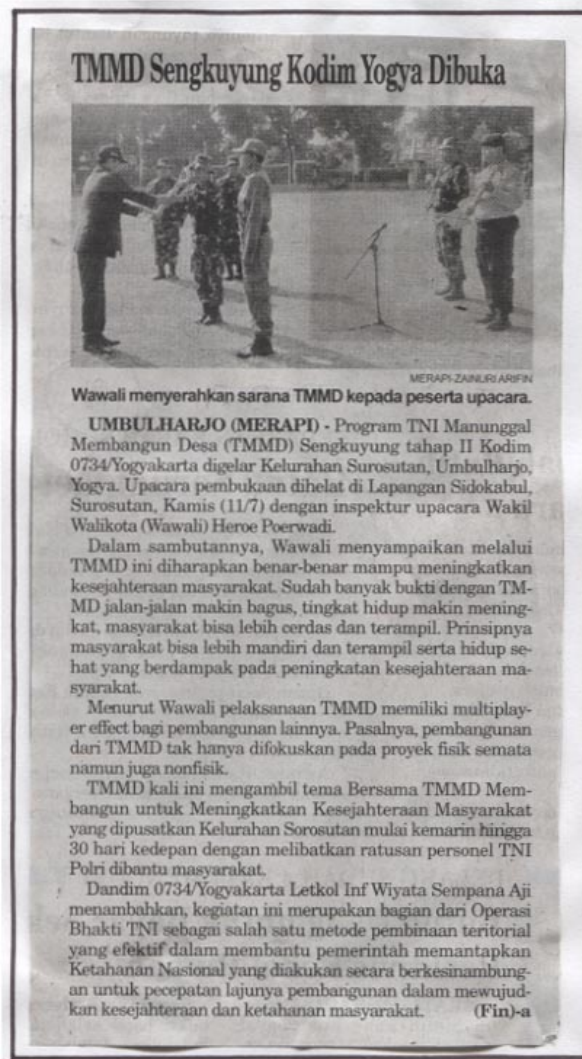 TMMD Sengkuyung Kodim Yogya Dibuka
MERAPI-ZAINURI ARIFIN
Wawali menyerahkan sarana TMMD kepada peserta upacara.
UMBULHARJO (MERAPI) - Program TNI Manunggal
Membangun Desa (TMMD) Sengkuyung tahap II Kodim
0734/Yogyakarta digelar Kelurahan Surosutan, Umbulharjo,
Yogya. Upacara pembukaan dihelat di Lapangan Sidokabul,
Surosutan, Kamis (11/7) dengan inspektur upacara Wakil
Walikota (Wawali) Heroe Poerwadi.
Dalam sambutannya, Wawali menyampaikan melalui
TMMD ini diharapkan benar-benar mampu meningkatkan
kesejahteraan masyarakat. Sudah banyak bukti dengan TM-
MD jalan-jalan makin bagus, tingkat hidup makin mening-
kat, masyarakat bisa lebih cerdas dan terampil. Prinsipnya
masyarakat bisa lebih mandiri dan terampil serta hidup se-
hat yang berdampak pada peningkatan kesejahteraan ma-
syarakat.
Menurut Wawali pelaksanaan TMMD memiliki multiplay-
er effect bagi pembangunan lainnya. Pasalnya, pembangunan
dari TMMD tak hanya difokuskan pada proyek fisik semata
namun juga nonfisik.
TMMD kali ini mengambil tema Bersama TMMD Mem-
bangun untuk Meningkatkan Kesejahteraan Masyarakat
yang dipusatkan Kelurahan Sorosutan mulai kemarin hingga
30 hari kedepan dengan melibatkan ratusan personel TNI
Polri dibantu masyarakat.
Dandim 0734/Yogyakarta Letkol Inf Wiyata Sempana Aji
menambahkan, kegiatan ini merupakan bagian dari Operasi
Bhakti TNI sebagai salah satu metode pembinaan teritorial
yang efektif dalam membantu pemerintah memantapkan
Ketahanan Nasional yang diakukan secara berkesinambung-
an untuk pecepatan lajunya pembangunan dalam mewujud-
kan kesejahteraan dan ketahanan masyarakat. (Fin)-a